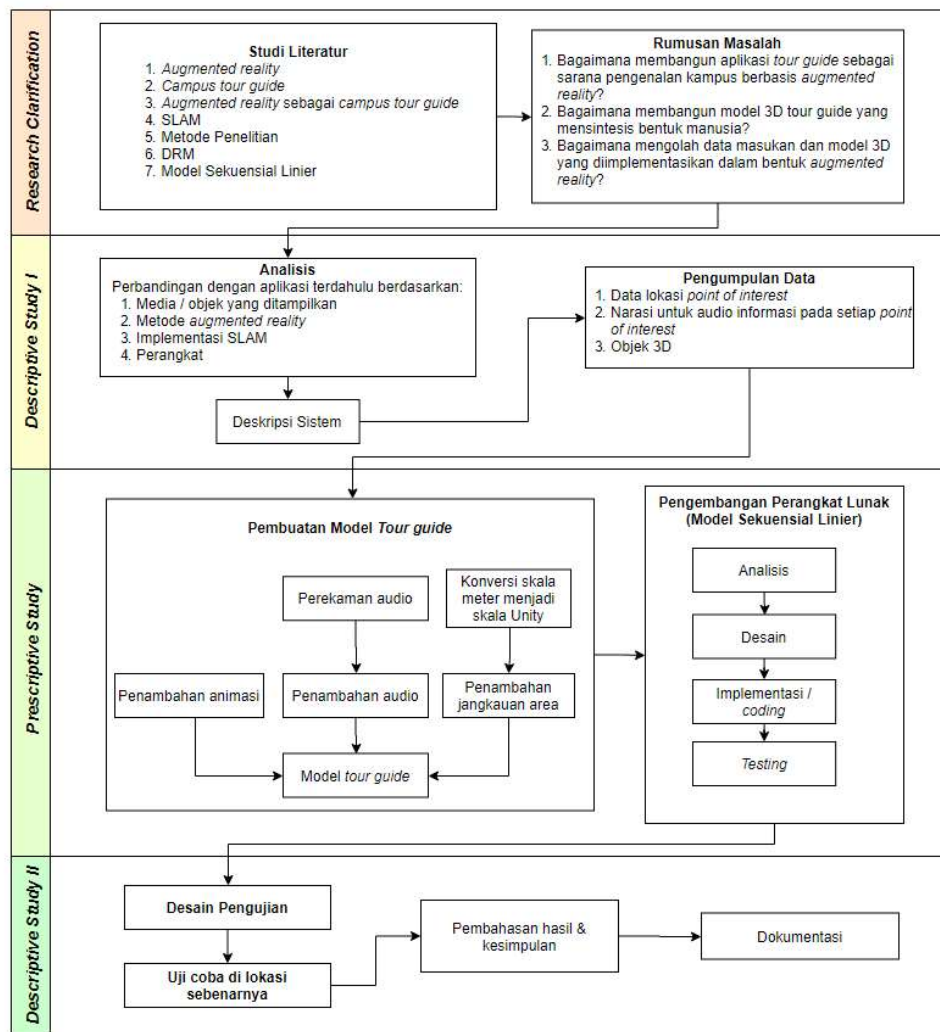 Research Clarification
Studi Literatur
1. Augmented reality
2. Campus tour guide
3. Augmented reality sebagai campus tour guide
4. SLAM
5. Metode Penelitian
6. DRM
7. Model Sekuensial Linier
Rumusan Masalah
1. Bagaimana membangun aplikasi tour guide sebagai
sarana pengenalan kampus berbasis augmented
reality?
2. Bagaimana membangun model 3D tour guide yang
mensintesis bentuk manusia?
3. Bagaimana mengolah data masukan dan model 3D
yang diimplementasikan dalam bentuk augmented
reality?
Descriptive Study I
Analisis
Perbandingan dengan aplikasi terdahulu berdasarkan:
1. Media / objek yang ditampilkan
2. Metode augmented reality
3. Implementasi SLAM
4. Perangkat
Deskripsi Sistem
Pengumpulan Data
1. Data lokasi point of interest
2. Narasi untuk audio informasi pada setiap point
of interest
3. Objek 3D
Prescriptive Study
Pembuatan Model Tour guide
Perekaman audio
Konversi skala
meter menjadi
skala Unity
Penambahan animasi
Penambahan audio
Penambahan
jangkauan area
Model tour guide
Pengembangan Perangkat Lunak
(Model Sekuensial Linier)
Analisis
Desain
Implementasi /
coding
Testing
Descriptive Study II
Desain Pengujian
Uji coba di lokasi
sebenarnya
Pembahasan hasil &
kesimpulan
Dokumentasi